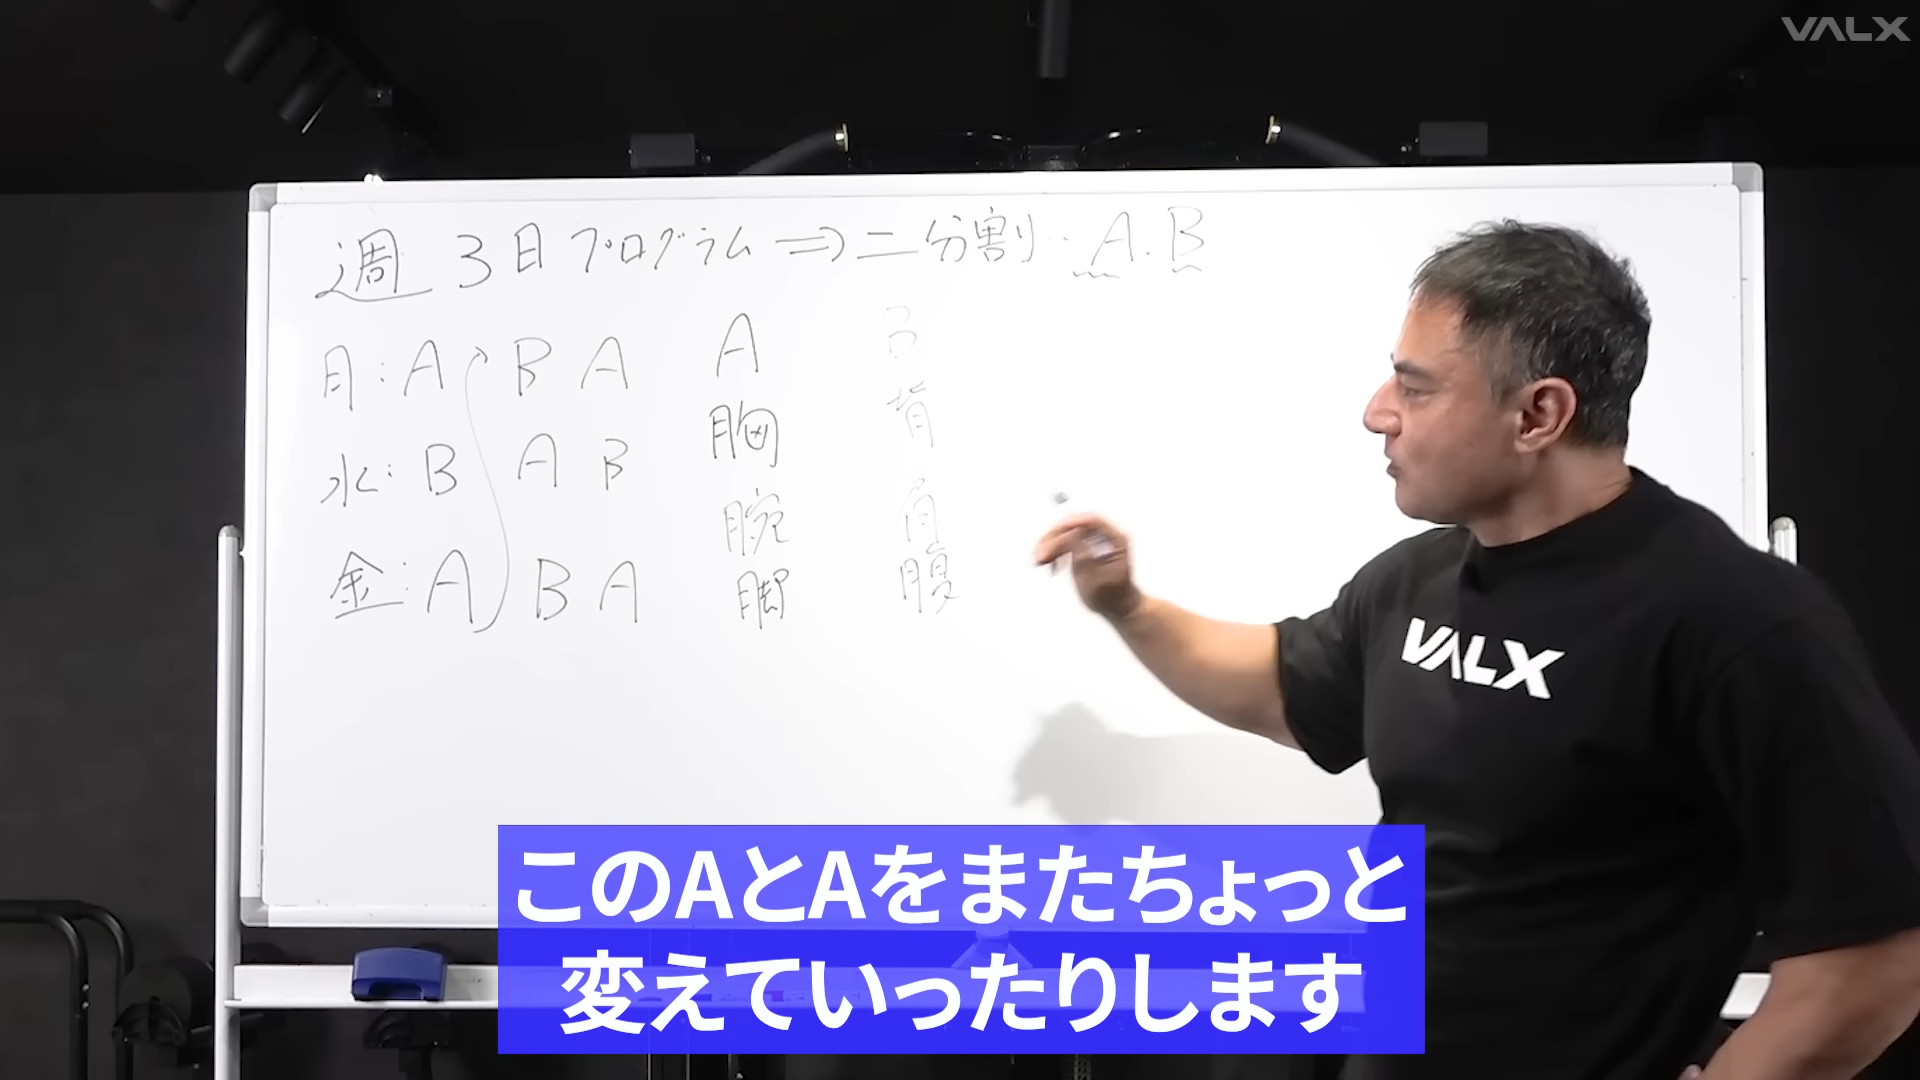 VALX
週3日プログラム⇒二分割‥A.B
月:A B A
水:B A B
金:A B A
A
胸
腕
脚
B
背
肩
腹
VALX
このAとAをまたちょっと
変えていったりします